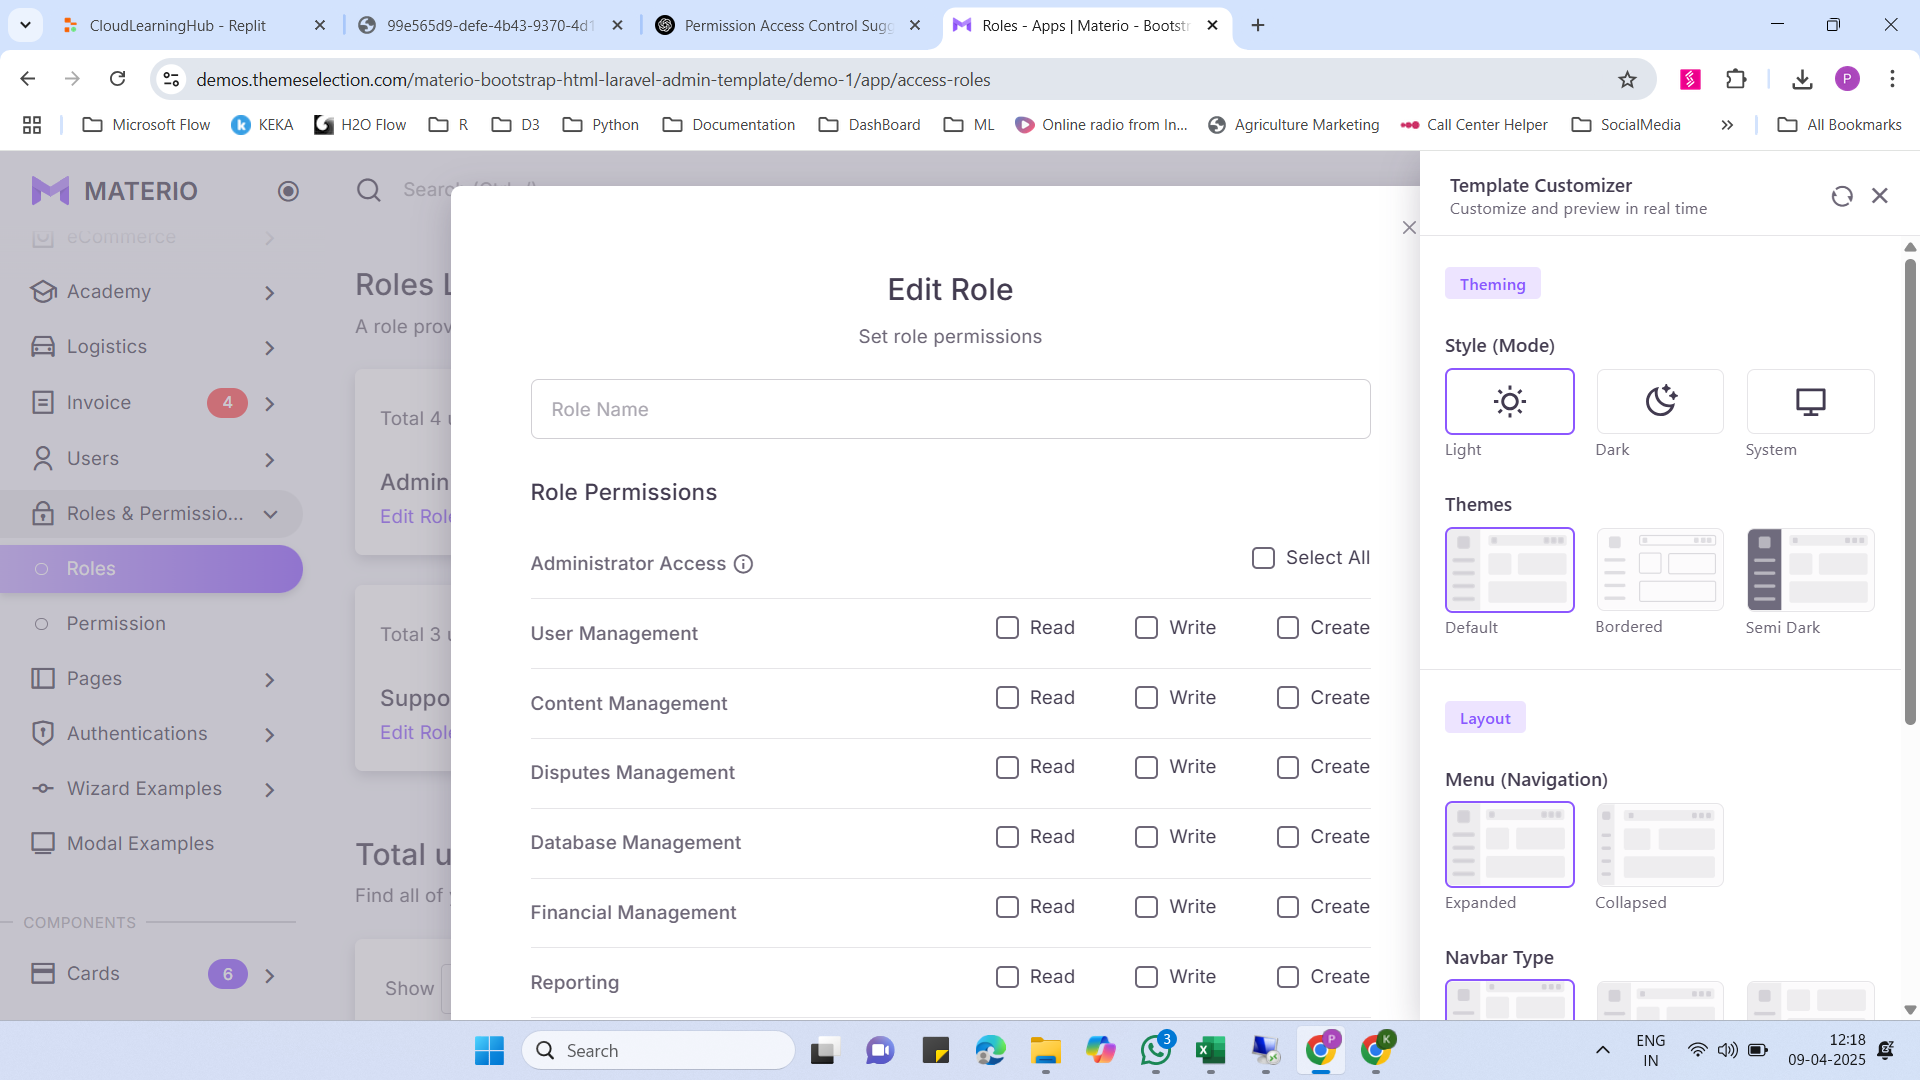 CloudLearningHub - Replit
99e565d9-defe-4b43-9370-4d1
Permission Access Control Sugg
Roles - Apps | Materio - Bootstr
demos.themeselection.com/materio-bootstrap-html-laravel-admin-template/demo-1/app/access-roles
P
Microsoft Flow
KEKA
H2O Flow
R
D3
Python
Documentation
DashBoard
ML
Online radio from In...
Agriculture Marketing
Call Center Helper
SocialMedia
All Bookmarks
MATERIO
Search (Ctrl+/)
eCommerce
Academy
Logistics
Invoice
4
Users
Roles & Permissio...
Roles
Permission
Pages
Authentications
Wizard Examples
Modal Examples
COMPONENTS
Cards
6
Roles L
A role prov
Total 4 u
Admin
Edit Role
Total 3 u
Suppo
Edit Role
Total u
Find all of
Show
Edit Role
Set role permissions
Role Name
Role Permissions
Administrator Access
Select All
User Management
Read
Write
Create
Content Management
Read
Write
Create
Disputes Management
Read
Write
Create
Database Management
Read
Write
Create
Financial Management
Read
Write
Create
Reporting
Read
Write
Create
Template Customizer
Customize and preview in real time
Theming
Style (Mode)
Light
Dark
System
Themes
Default
Bordered
Semi Dark
Layout
Menu (Navigation)
Expanded
Collapsed
Navbar Type
Search
3
P
K
ENG
IN
12:18
09-04-2025